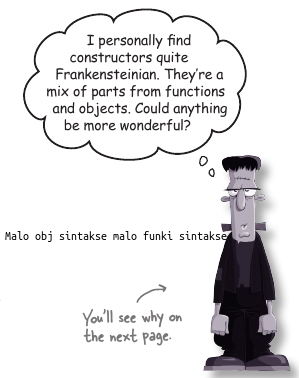 I personally find
constructors quite
Frankensteinian. They're a
mix of parts from functions
and objects. Could anything
be more wonderful?
Malo obj sintakse malo funki sintakse
You'll see why on
the next page.